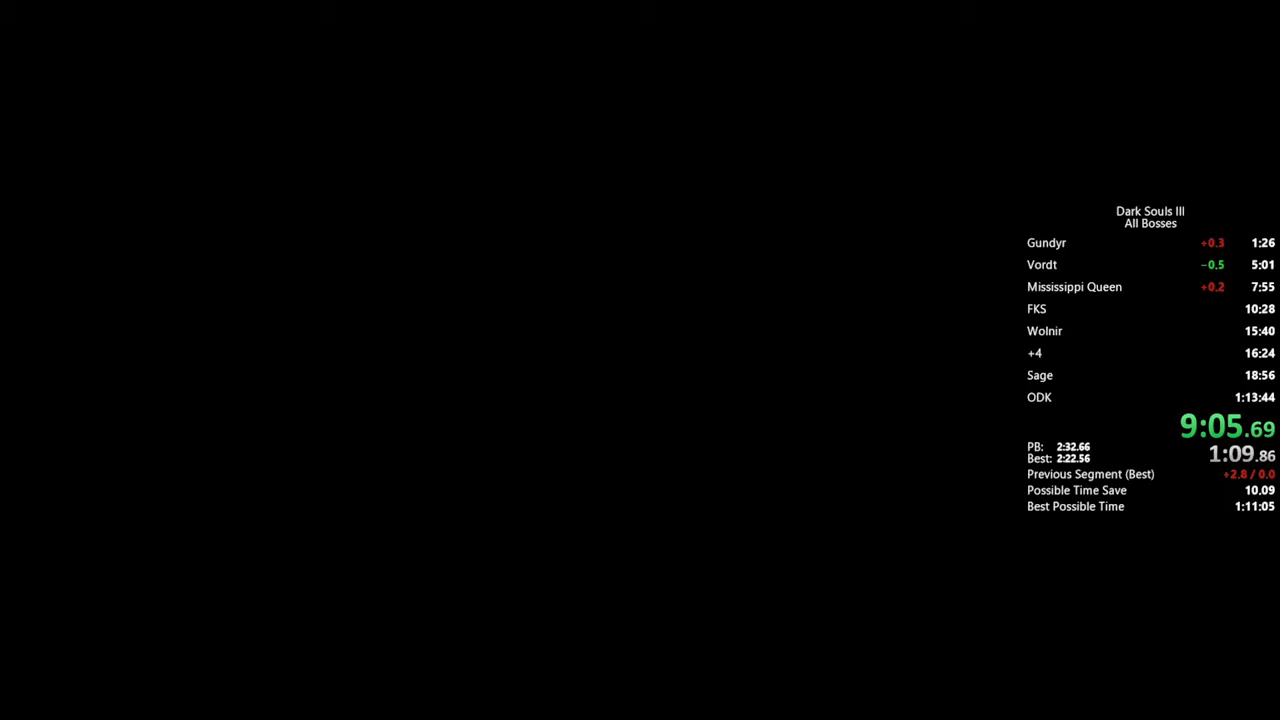 Dark Souls III
All Bosses
Gundyr +0.3 1:26
Vordt −0.5 5:01
Mississippi Queen +0.2 7:55
FKS 10:28
Wolnir 15:40
+4 16:24
Sage 18:56
ODK 1:13:44
9:05.69
PB: 2:32.66
1:09.86
Best: 2:22.56
Previous Segment (Best) +2.8 / 0.0
Possible Time Save 10.09
Best Possible Time 1:11:05